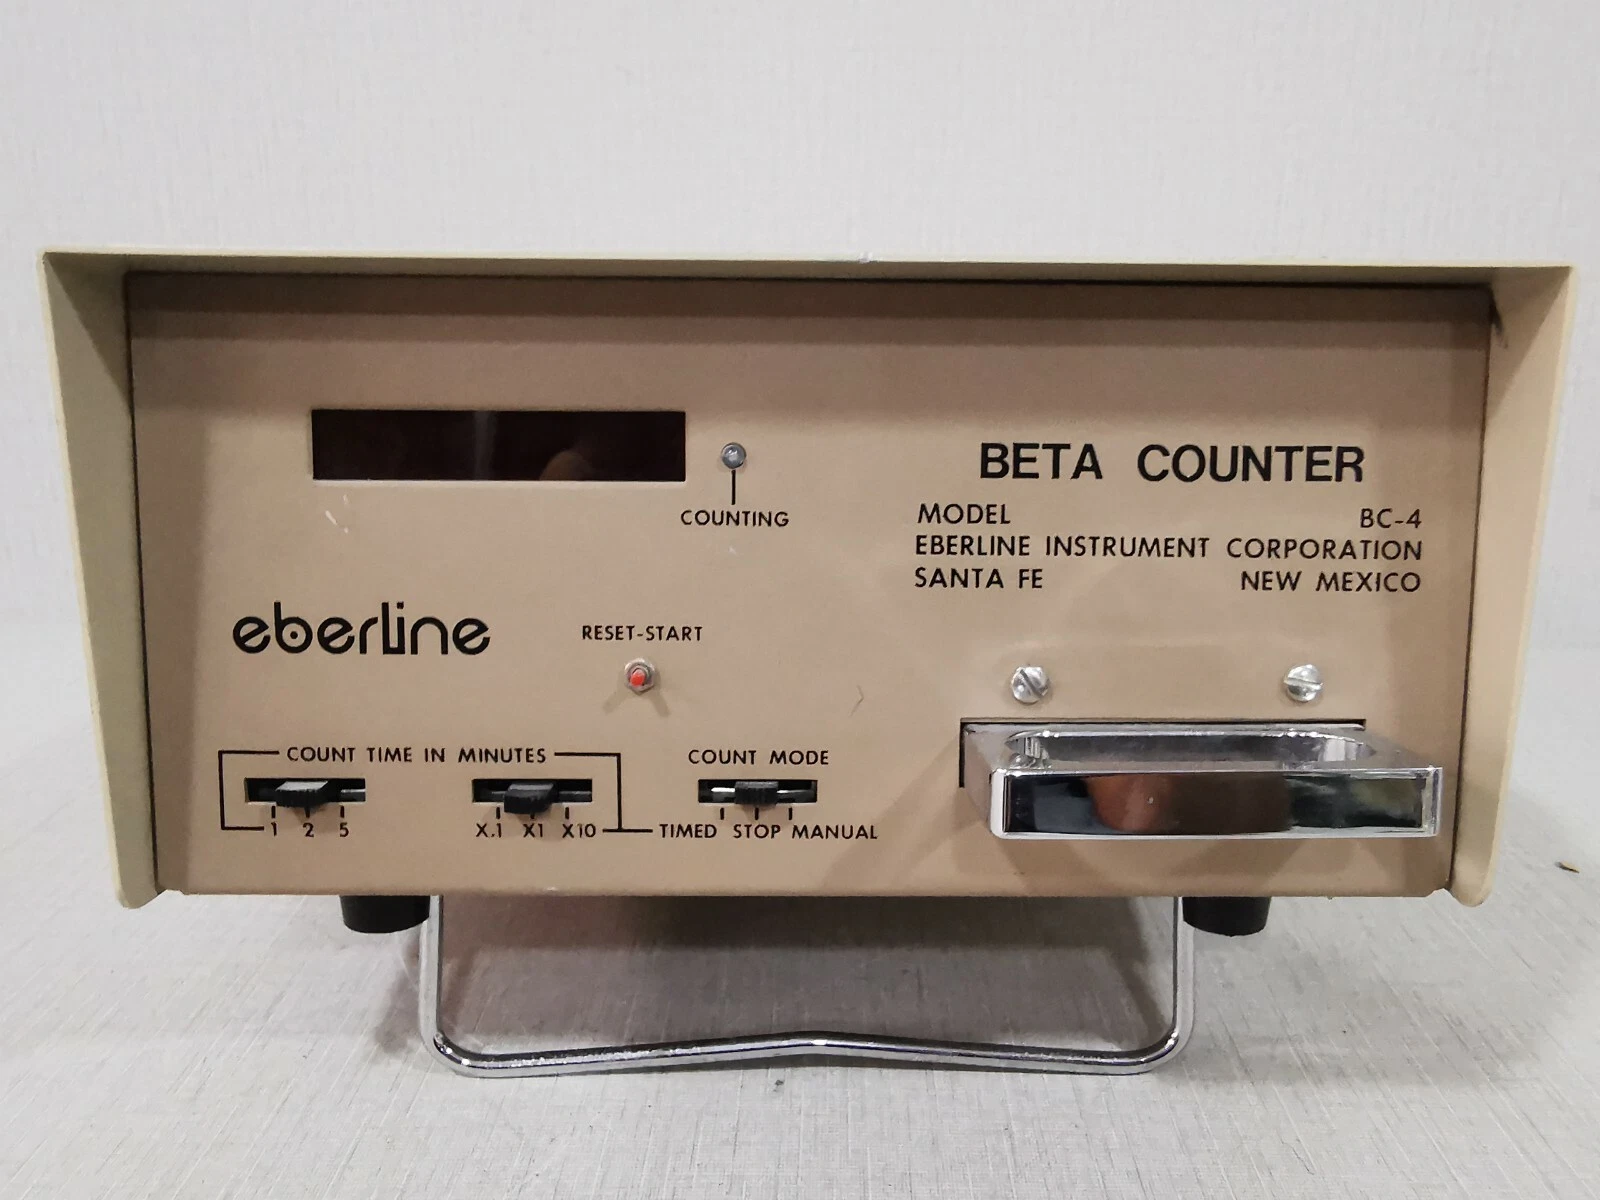 BETA COUNTER
MODEL BC-4
EBERLINE INSTRUMENT CORPORATION
SANTA FE NEW MEXICO
COUNTING
eberline
RESET-START
COUNT TIME IN MINUTES
COUNT MODE
1 2 5
X.1 X1 X10
TIMED STOP MANUAL